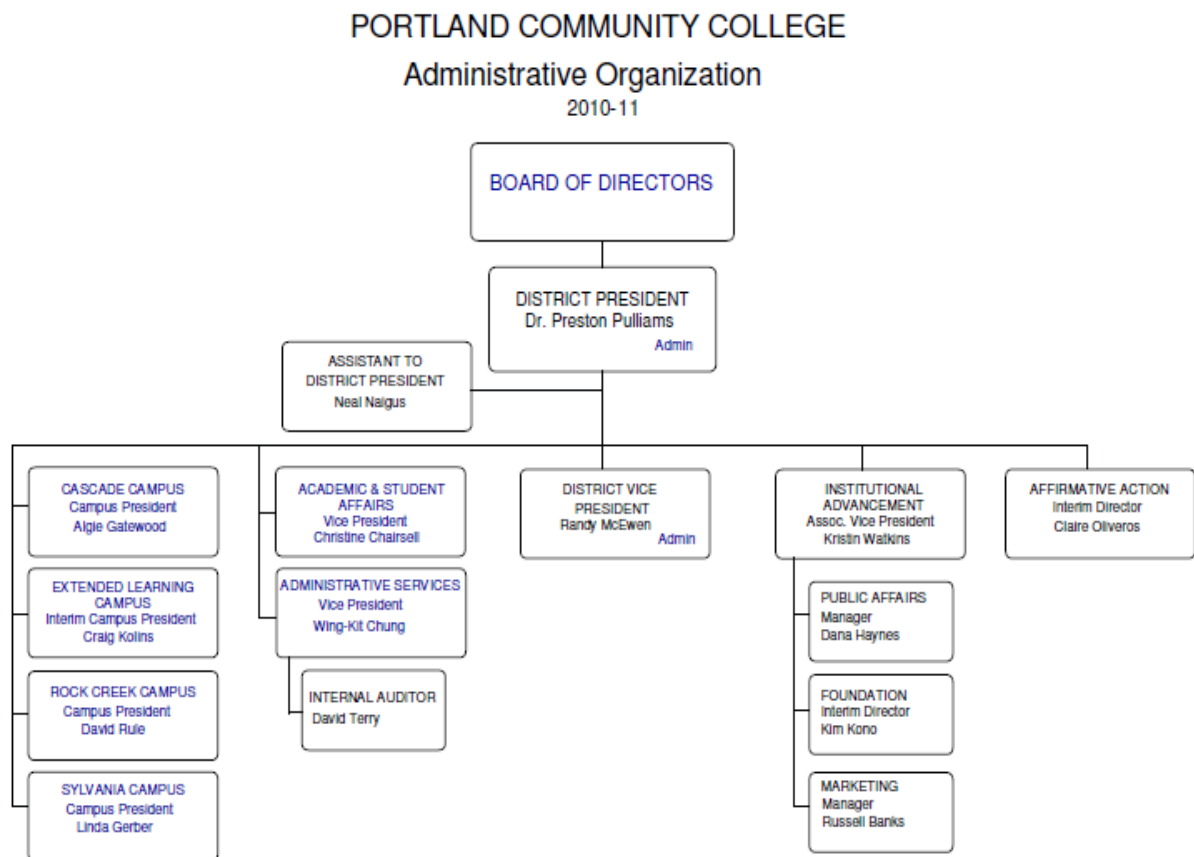 PORTLAND COMMUNITY COLLEGE
Administrative Organization
2010-11
BOARD OF DIRECTORS
DISTRICT PRESIDENT
Dr. Preston Pulliams
Admin
ASSISTANT TO
DISTRICT PRESIDENT
Neal Naigus
CASCADE CAMPUS
Campus President
Algie Gatewood
EXTENDED LEARNING
CAMPUS
Interim Campus President
Craig Kolins
ROCK CREEK CAMPUS
Campus President
David Rule
SYLVANIA CAMPUS
Campus President
Linda Gerber
ACADEMIC & STUDENT
AFFAIRS
Vice President
Christine Chairsell
ADMINISTRATIVE SERVICES
Vice President
Wing-Kit Chung
INTERNAL AUDITOR
David Terry
DISTRICT VICE
PRESIDENT
Randy McEwen
Admin
INSTITUTIONAL
ADVANCEMENT
Assoc. Vice President
Kristin Watkins
PUBLIC AFFAIRS
Manager
Dana Haynes
FOUNDATION
Interim Director
Kim Kono
MARKETING
Manager
Russell Banks
AFFIRMATIVE ACTION
Interim Director
Claire Oliveros